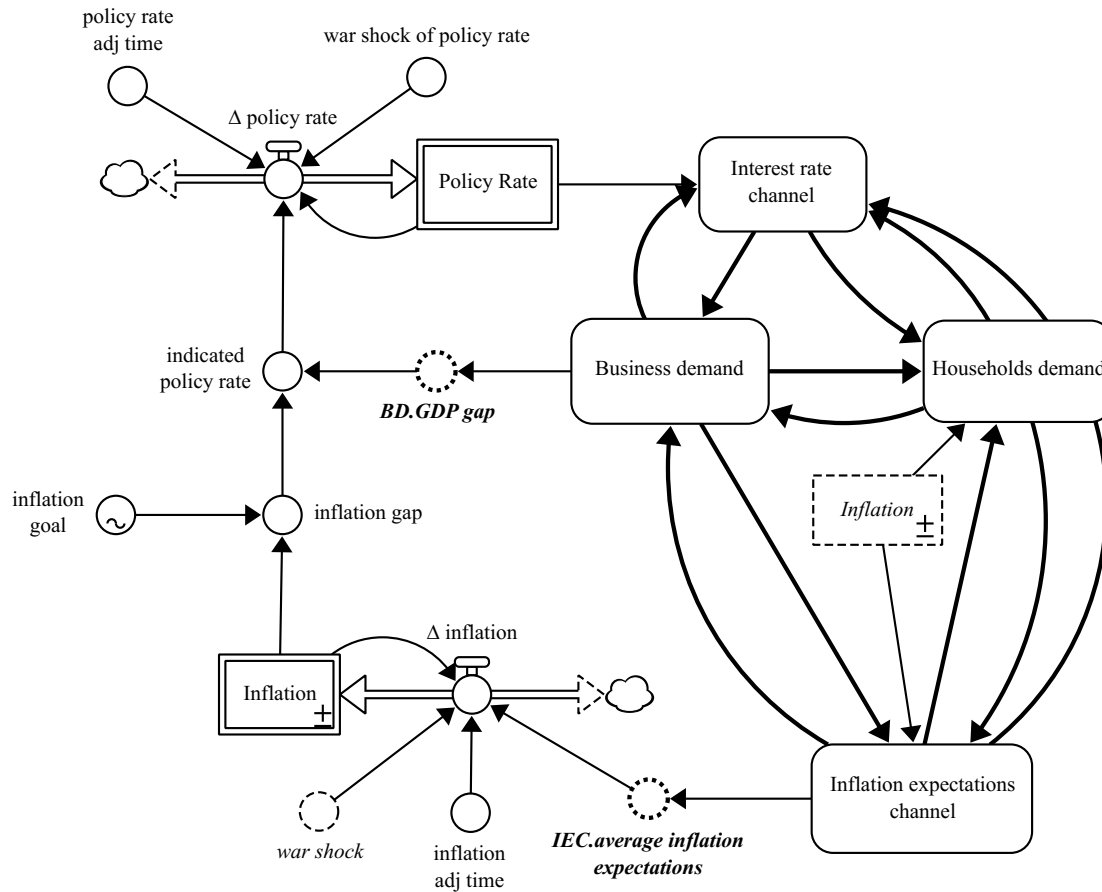 policy rate
adj time
war shock of policy rate
Δ policy rate
Policy Rate
Interest rate
channel
indicated
policy rate
BD.GDP gap
Business demand
Households demand
inflation
goal
inflation gap
Inflation
±
Δ inflation
Inflation
±
war shock
inflation
adj time
IEC.average inflation
expectations
Inflation expectations
channel